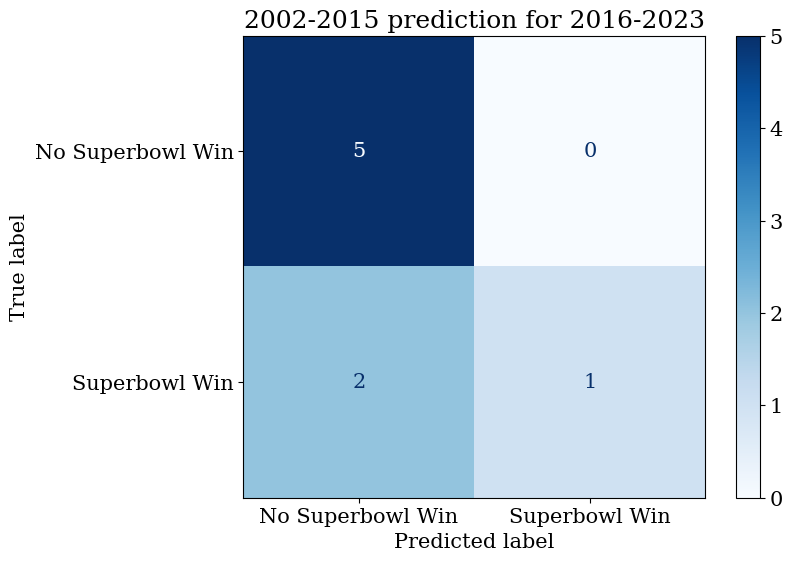 2002-2015 prediction for 2016-2023
No Superbowl Win
5
0
Superbowl Win
2
1
True label
No Superbowl Win
Superbowl Win
Predicted label
5
4
3
2
1
0